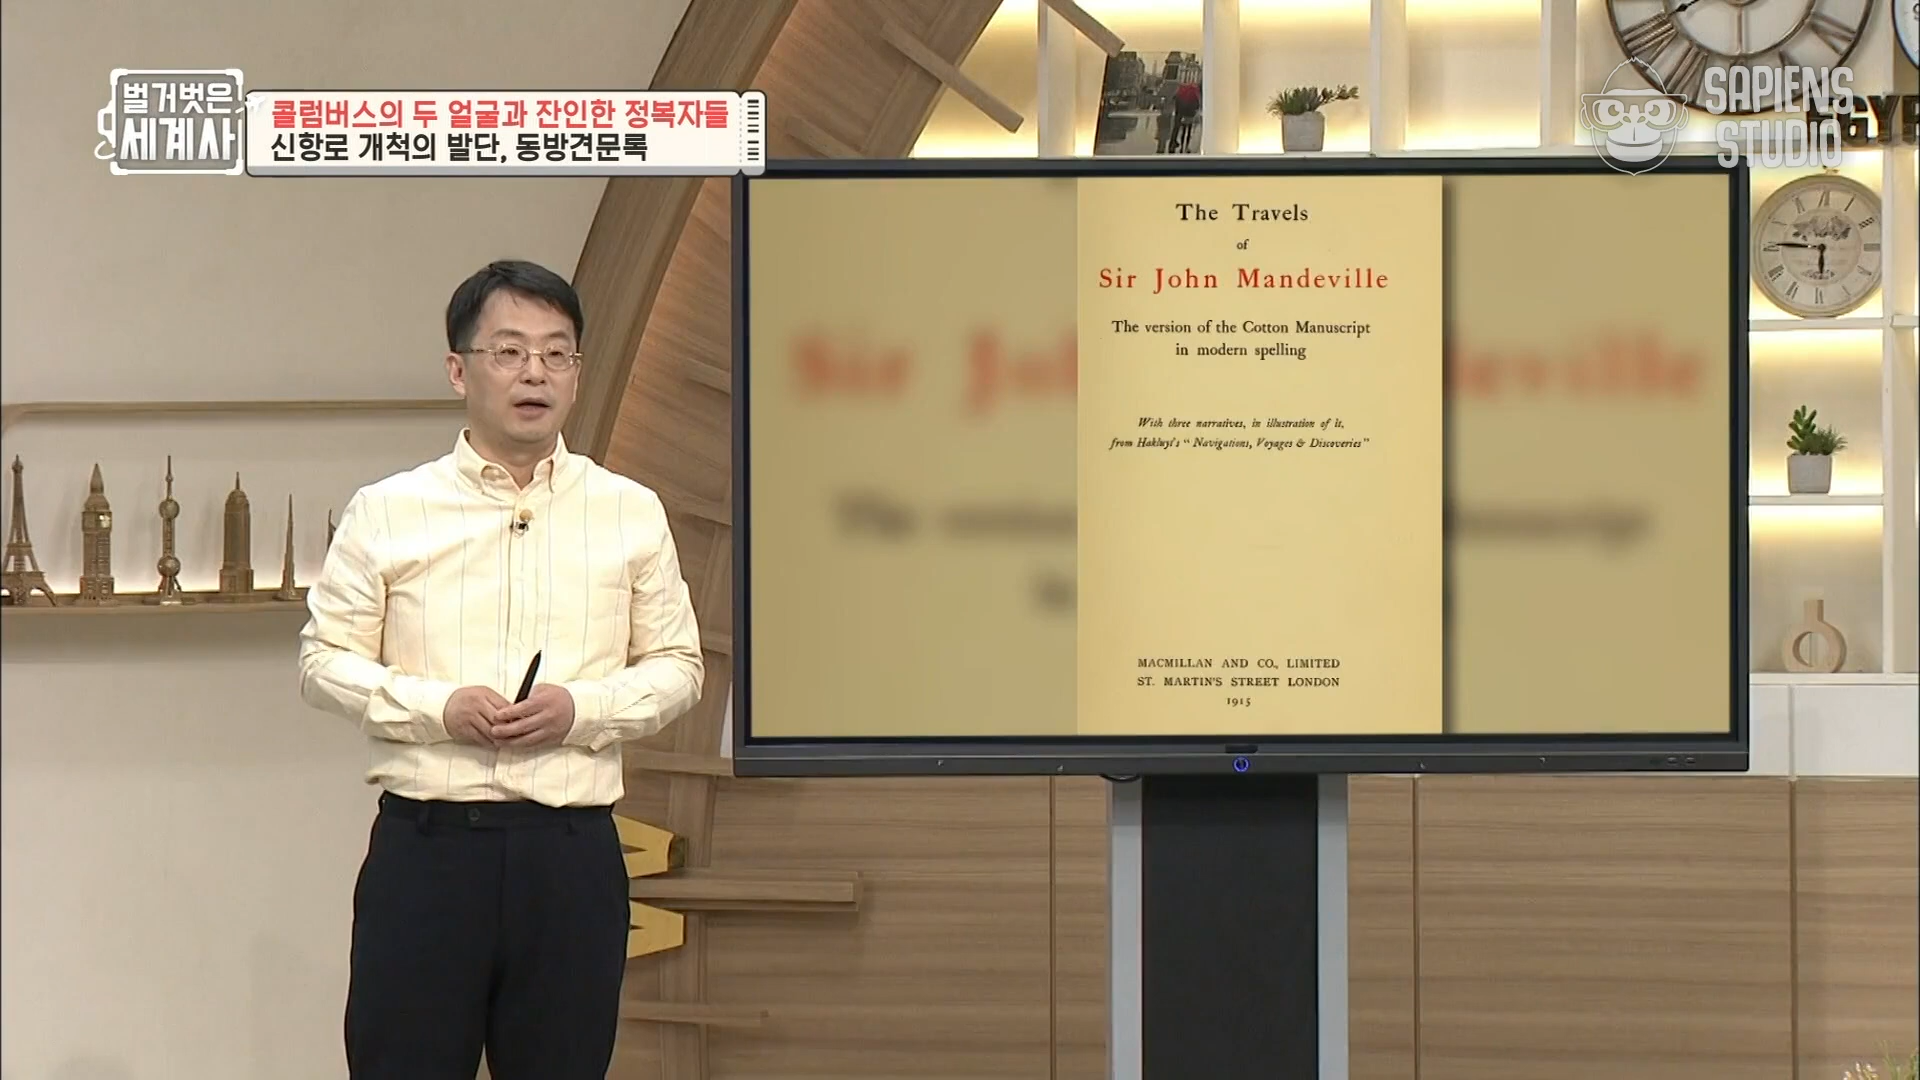 벌거벗은
세계사
콜럼버스의 두 얼굴과 잔인한 정복자들
신항로 개척의 발단, 동방견문록
SAPIENS
STUDIO
The Travels
of
Sir John Mandeville
The version of the Cotton Manuscript
in modern spelling
With three narratives, in illustration of it,
from Hakluyt's "Navigations, Voyages & Discoveries"
MACMILLAN AND CO., LIMITED
ST. MARTIN'S STREET LONDON
1915